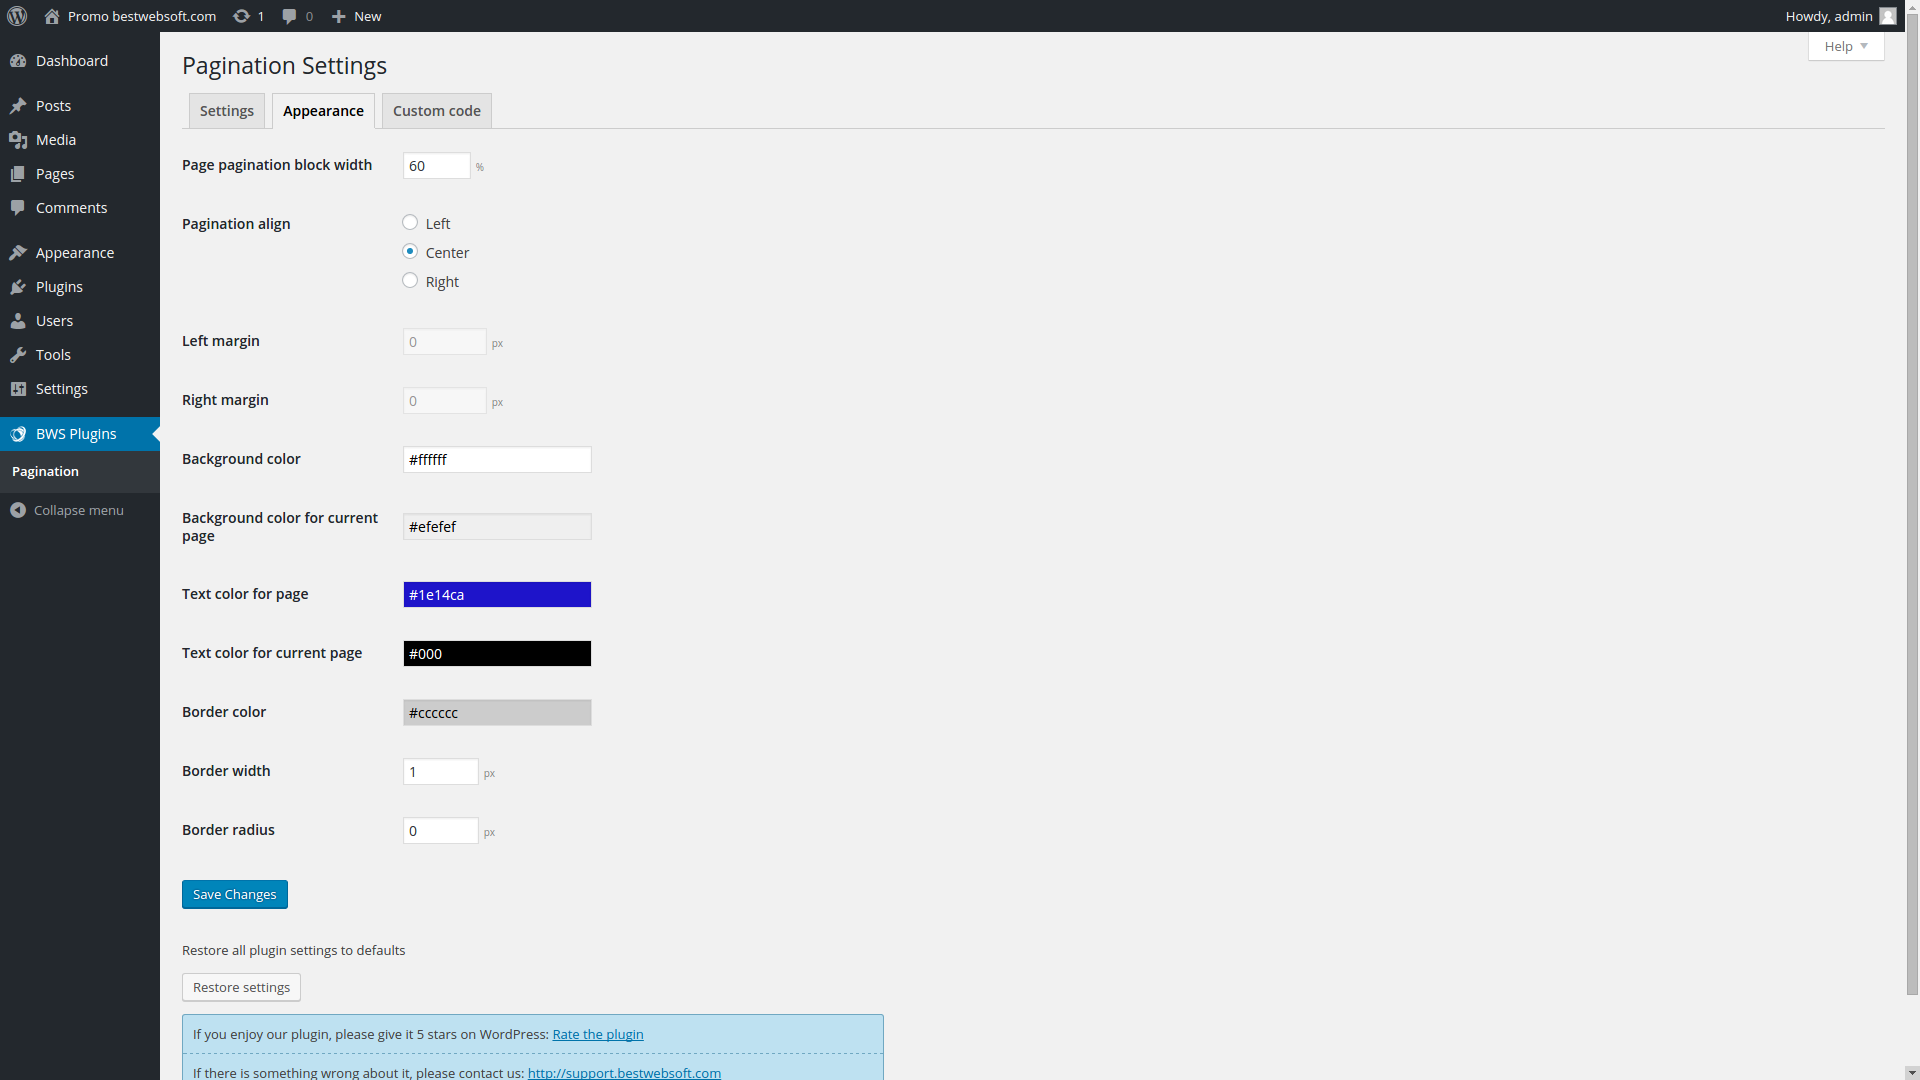 Promo bestwebsoft.com 1 0 New Howdy, admin
Help
Dashboard
Posts
Media
Pages
Comments
Appearance
Plugins
Users
Tools
Settings
BWS Plugins
Pagination
Collapse menu
Pagination Settings
Settings Appearance Custom code
Page pagination block width 60 %
Pagination align Left
Center
Right
Left margin 0 px
Right margin 0 px
Background color #ffffff
Background color for current
page #efefef
Text color for page #1e14ca
Text color for current page #000
Border color #cccccc
Border width 1 px
Border radius 0 px
Save Changes
Restore all plugin settings to defaults
Restore settings
If you enjoy our plugin, please give it 5 stars on WordPress: Rate the plugin
If there is something wrong about it, please contact us: http://support.bestwebsoft.com